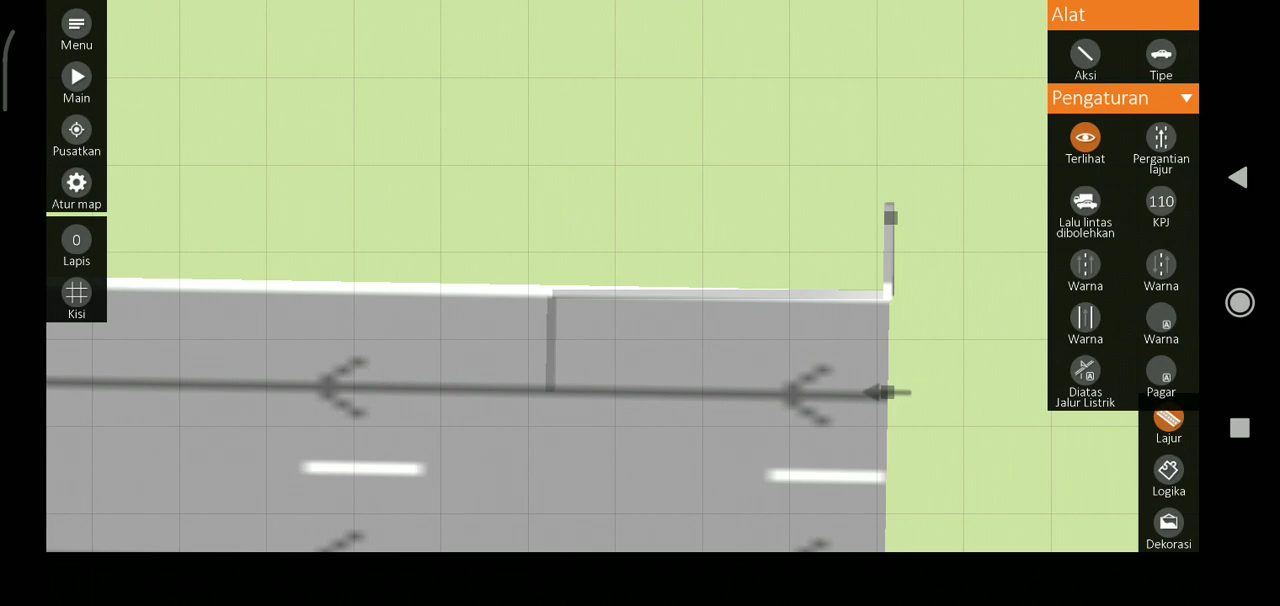 Menu
Main
Pusatkan
Atur map
0
Lapis
Kisi
Alat
Aksi
Tipe
Pengaturan
Terlihat
Pergantian
lajur
Lalu lintas
dibolehkan
110
KPJ
Warna
Warna
Warna
A
Warna
A
Diatas
Jalur Listrik
A
Pagar
Lajur
Logika
Dekorasi